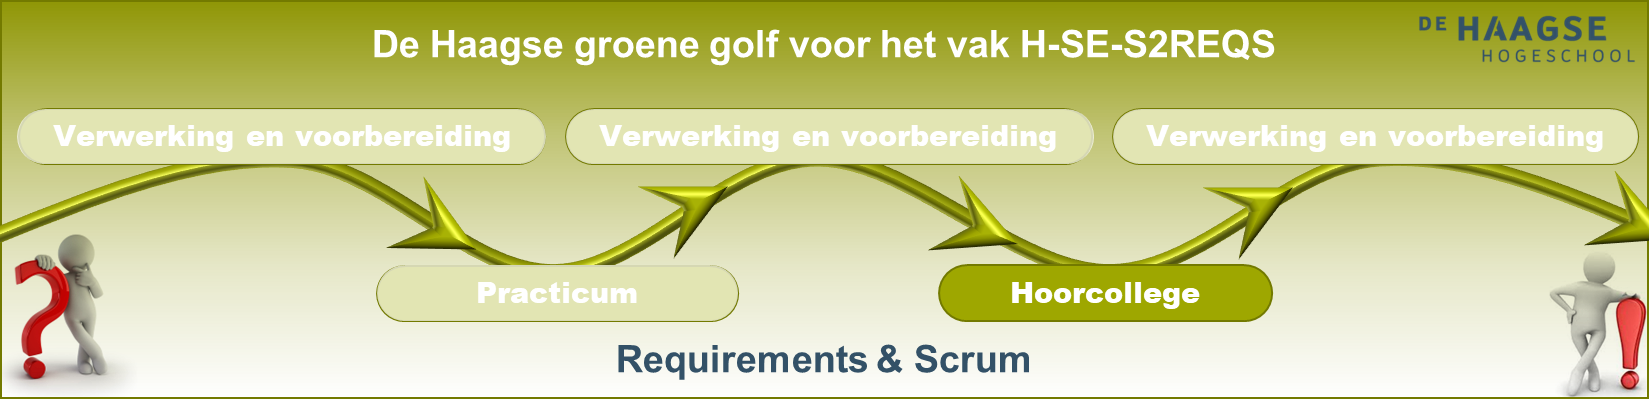 De Haagse groene golf voor het vak H-SE-S2REQS
DE HAAGSE
HOGESCHOOL
Verwerking en voorbereiding
Verwerking en voorbereiding
Verwerking en voorbereiding
Practicum
Hoorcollege
Requirements & Scrum